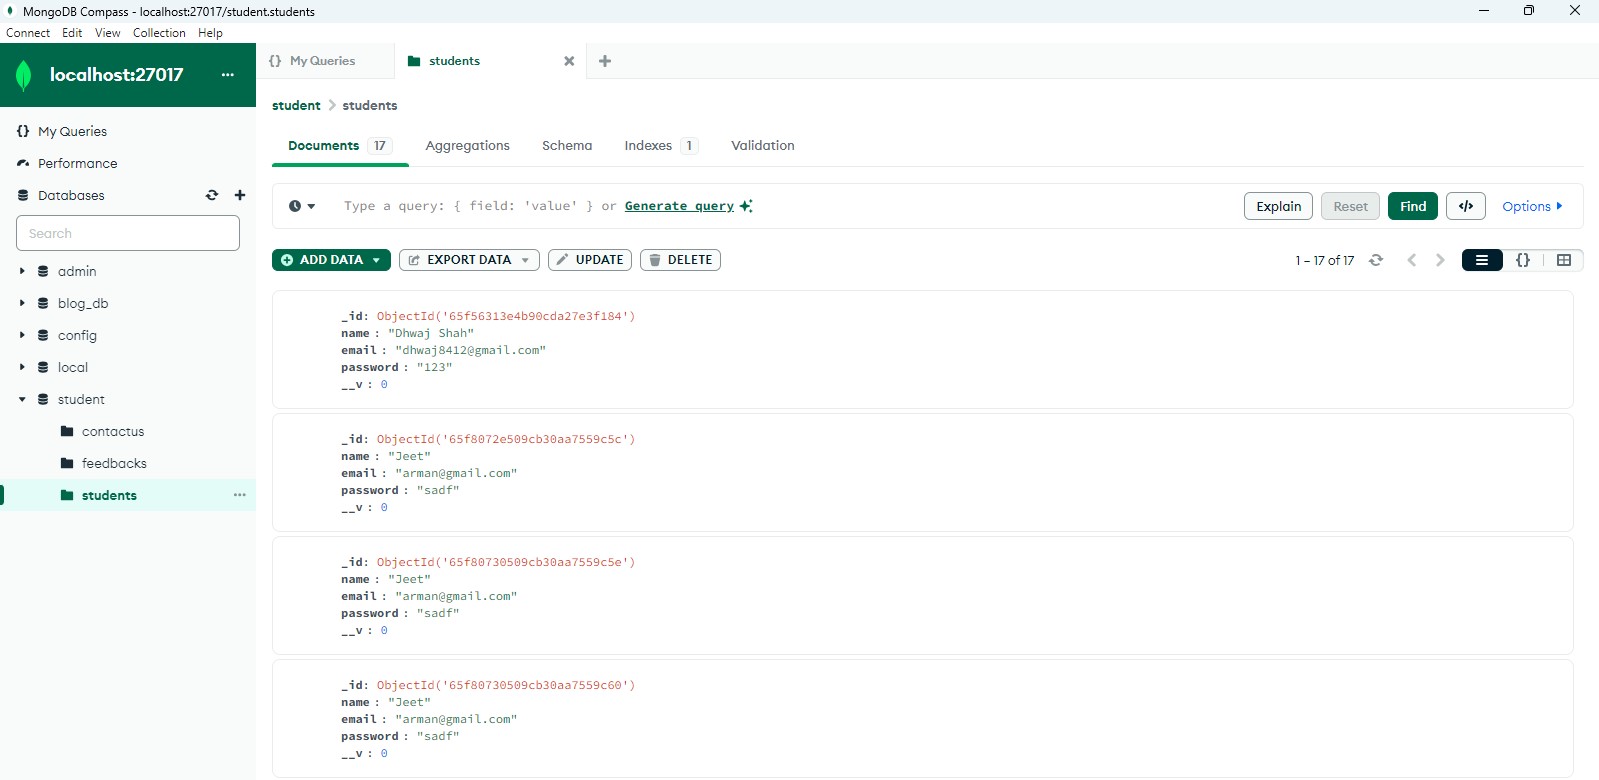 MongoDB Compass - localhost:27017/student.students
Connect Edit View Collection Help
localhost:27017 ...
{} My Queries
students
{} My Queries
Performance
Databases
Search
admin
blog_db
config
local
student
contactus
feedbacks
students ...
student > students
Documents 17 Aggregations Schema Indexes 1 Validation
Type a query: { field: 'value' } or Generate query
Explain Reset Find </> Options
ADD DATA EXPORT DATA UPDATE DELETE
1 – 17 of 17 {}
_id: ObjectId('65f56313e4b90cda27e3f184')
name : "Dhwaj Shah"
email : "dhwaj8412@gmail.com"
password : "123"
__v : 0
_id: ObjectId('65f8072e509cb30aa7559c5c')
name : "Jeet"
email : "arman@gmail.com"
password : "sadf"
__v : 0
_id: ObjectId('65f80730509cb30aa7559c5e')
name : "Jeet"
email : "arman@gmail.com"
password : "sadf"
__v : 0
_id: ObjectId('65f80730509cb30aa7559c60')
name : "Jeet"
email : "arman@gmail.com"
password : "sadf"
__v : 0